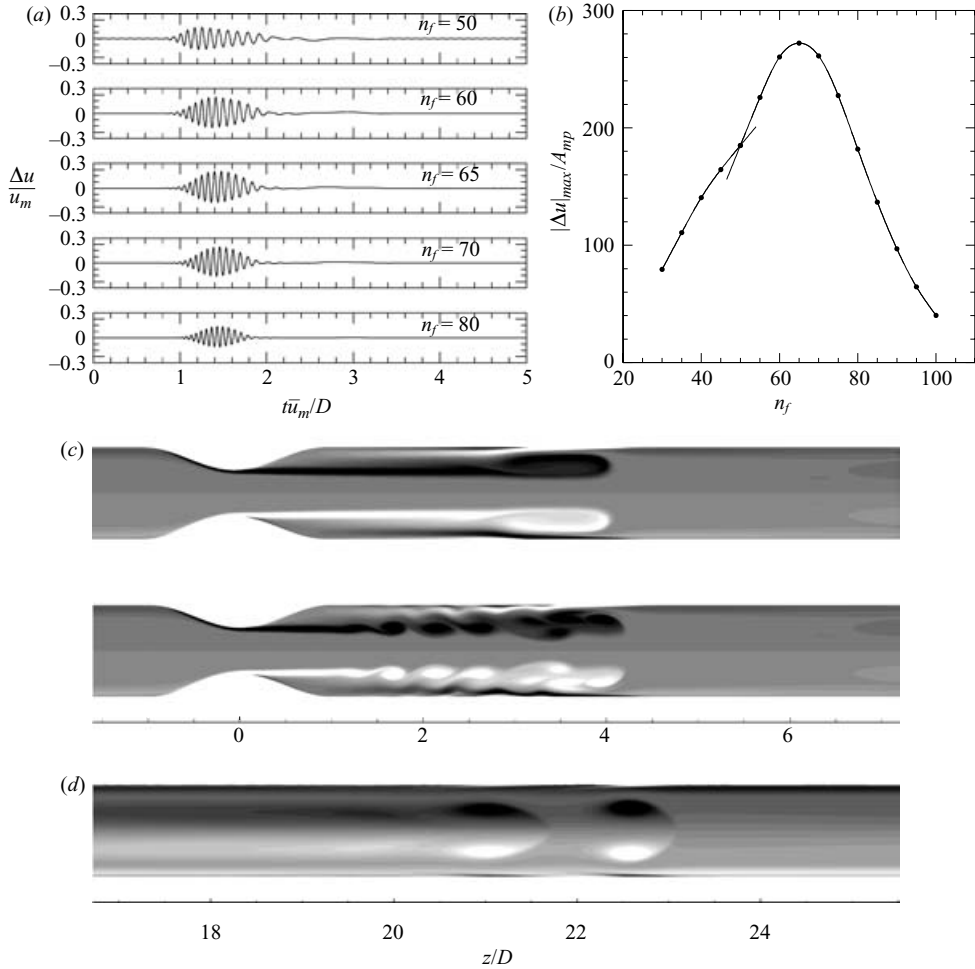 (a)
0.3
0
–0.3
n_f = 50
0.3
0
–0.3
n_f = 60
0.3
0
–0.3
n_f = 65
0.3
0
–0.3
n_f = 70
0.3
0
–0.3
n_f = 80
Δu
u_m
0 1 2 3 4 5
tū_m/D
(b)
300
200
100
0
|Δu|_max/A_mp
20 40 60 80 100
n_f
(c)
0 2 4 6
(d)
18 20 22 24
z/D